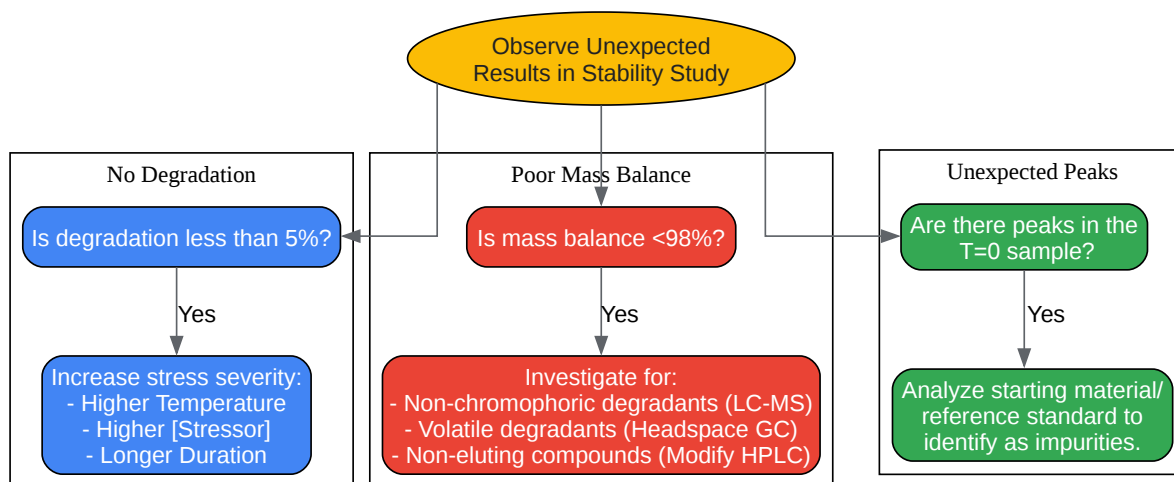 Observe Unexpected
Results in Stability Study
No Degradation
Is degradation less than 5%?
Yes
Increase stress severity:
- Higher Temperature
- Higher [Stressor]
- Longer Duration
Poor Mass Balance
Is mass balance <98%?
Yes
Investigate for:
- Non-chromophoric degradants (LC-MS)
- Volatile degradants (Headspace GC)
- Non-eluting compounds (Modify HPLC)
Unexpected Peaks
Are there peaks in the
T=0 sample?
Yes
Analyze starting material/
reference standard to
identify as impurities.